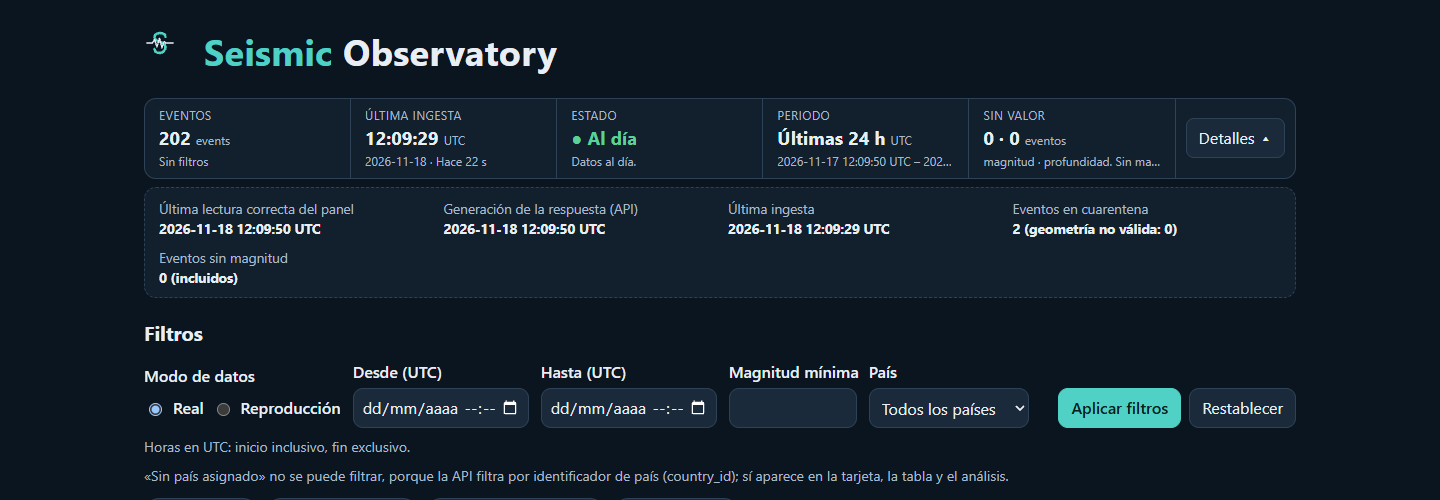 Seismic Observatory
EVENTOS
202 events
Sin filtros
ÚLTIMA INGESTA
12:09:29 UTC
2026-11-18 · Hace 22 s
ESTADO
● Al día
Datos al día.
PERIODO
Últimas 24 h UTC
2026-11-17 12:09:50 UTC – 202...
SIN VALOR
0 · 0 eventos
magnitud · profundidad. Sin ma...
Detalles ▲
Última lectura correcta del panel
2026-11-18 12:09:50 UTC
Generación de la respuesta (API)
2026-11-18 12:09:50 UTC
Última ingesta
2026-11-18 12:09:29 UTC
Eventos en cuarentena
2 (geometría no válida: 0)
Eventos sin magnitud
0 (incluidos)
Filtros
Modo de datos
Real
Reproducción
Desde (UTC)
dd/mm/aaaa --:--
Hasta (UTC)
dd/mm/aaaa --:--
Magnitud mínima
País
Todos los países
Aplicar filtros
Restablecer
Horas en UTC: inicio inclusivo, fin exclusivo.
«Sin país asignado» no se puede filtrar, porque la API filtra por identificador de país (country_id); sí aparece en la tarjeta, la tabla y el análisis.